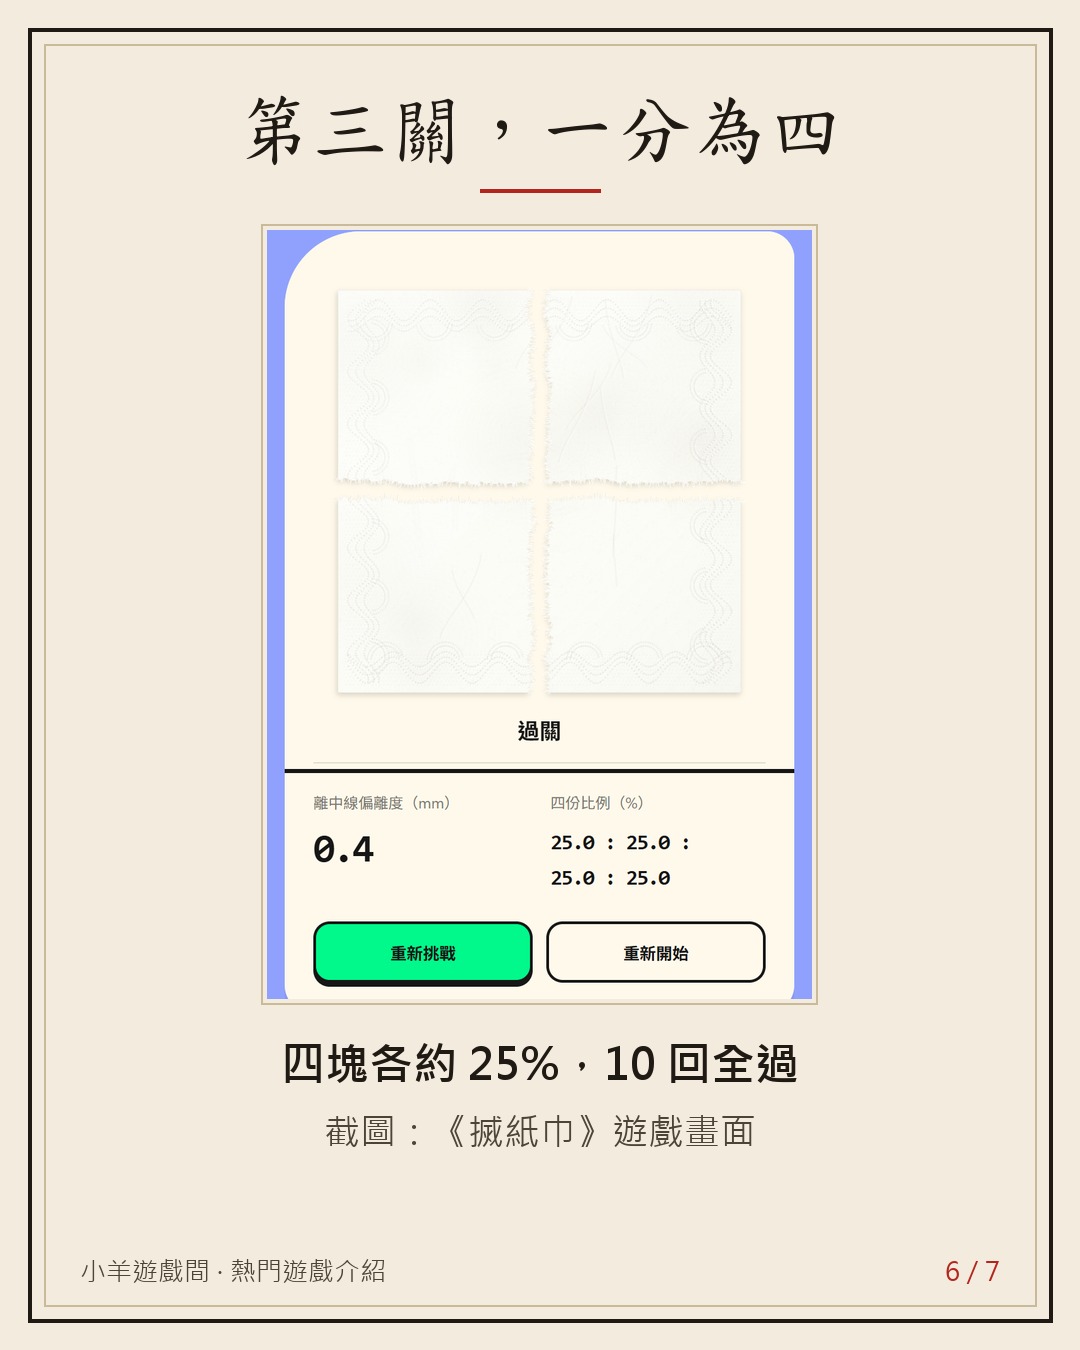 第三關，一分為四
過關
離中線偏離度（mm）
四份比例（%）
0.4
25.0 : 25.0 :
25.0 : 25.0
重新挑戰
重新開始
四塊各約 25%，10 回全過
截圖：《搣紙巾》遊戲畫面
小羊遊戲間 · 熱門遊戲介紹
6 / 7